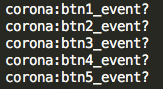 corona:btn1_event?
corona:btn2_event?
corona:btn3_event?
corona:btn4_event?
corona:btn5_event?